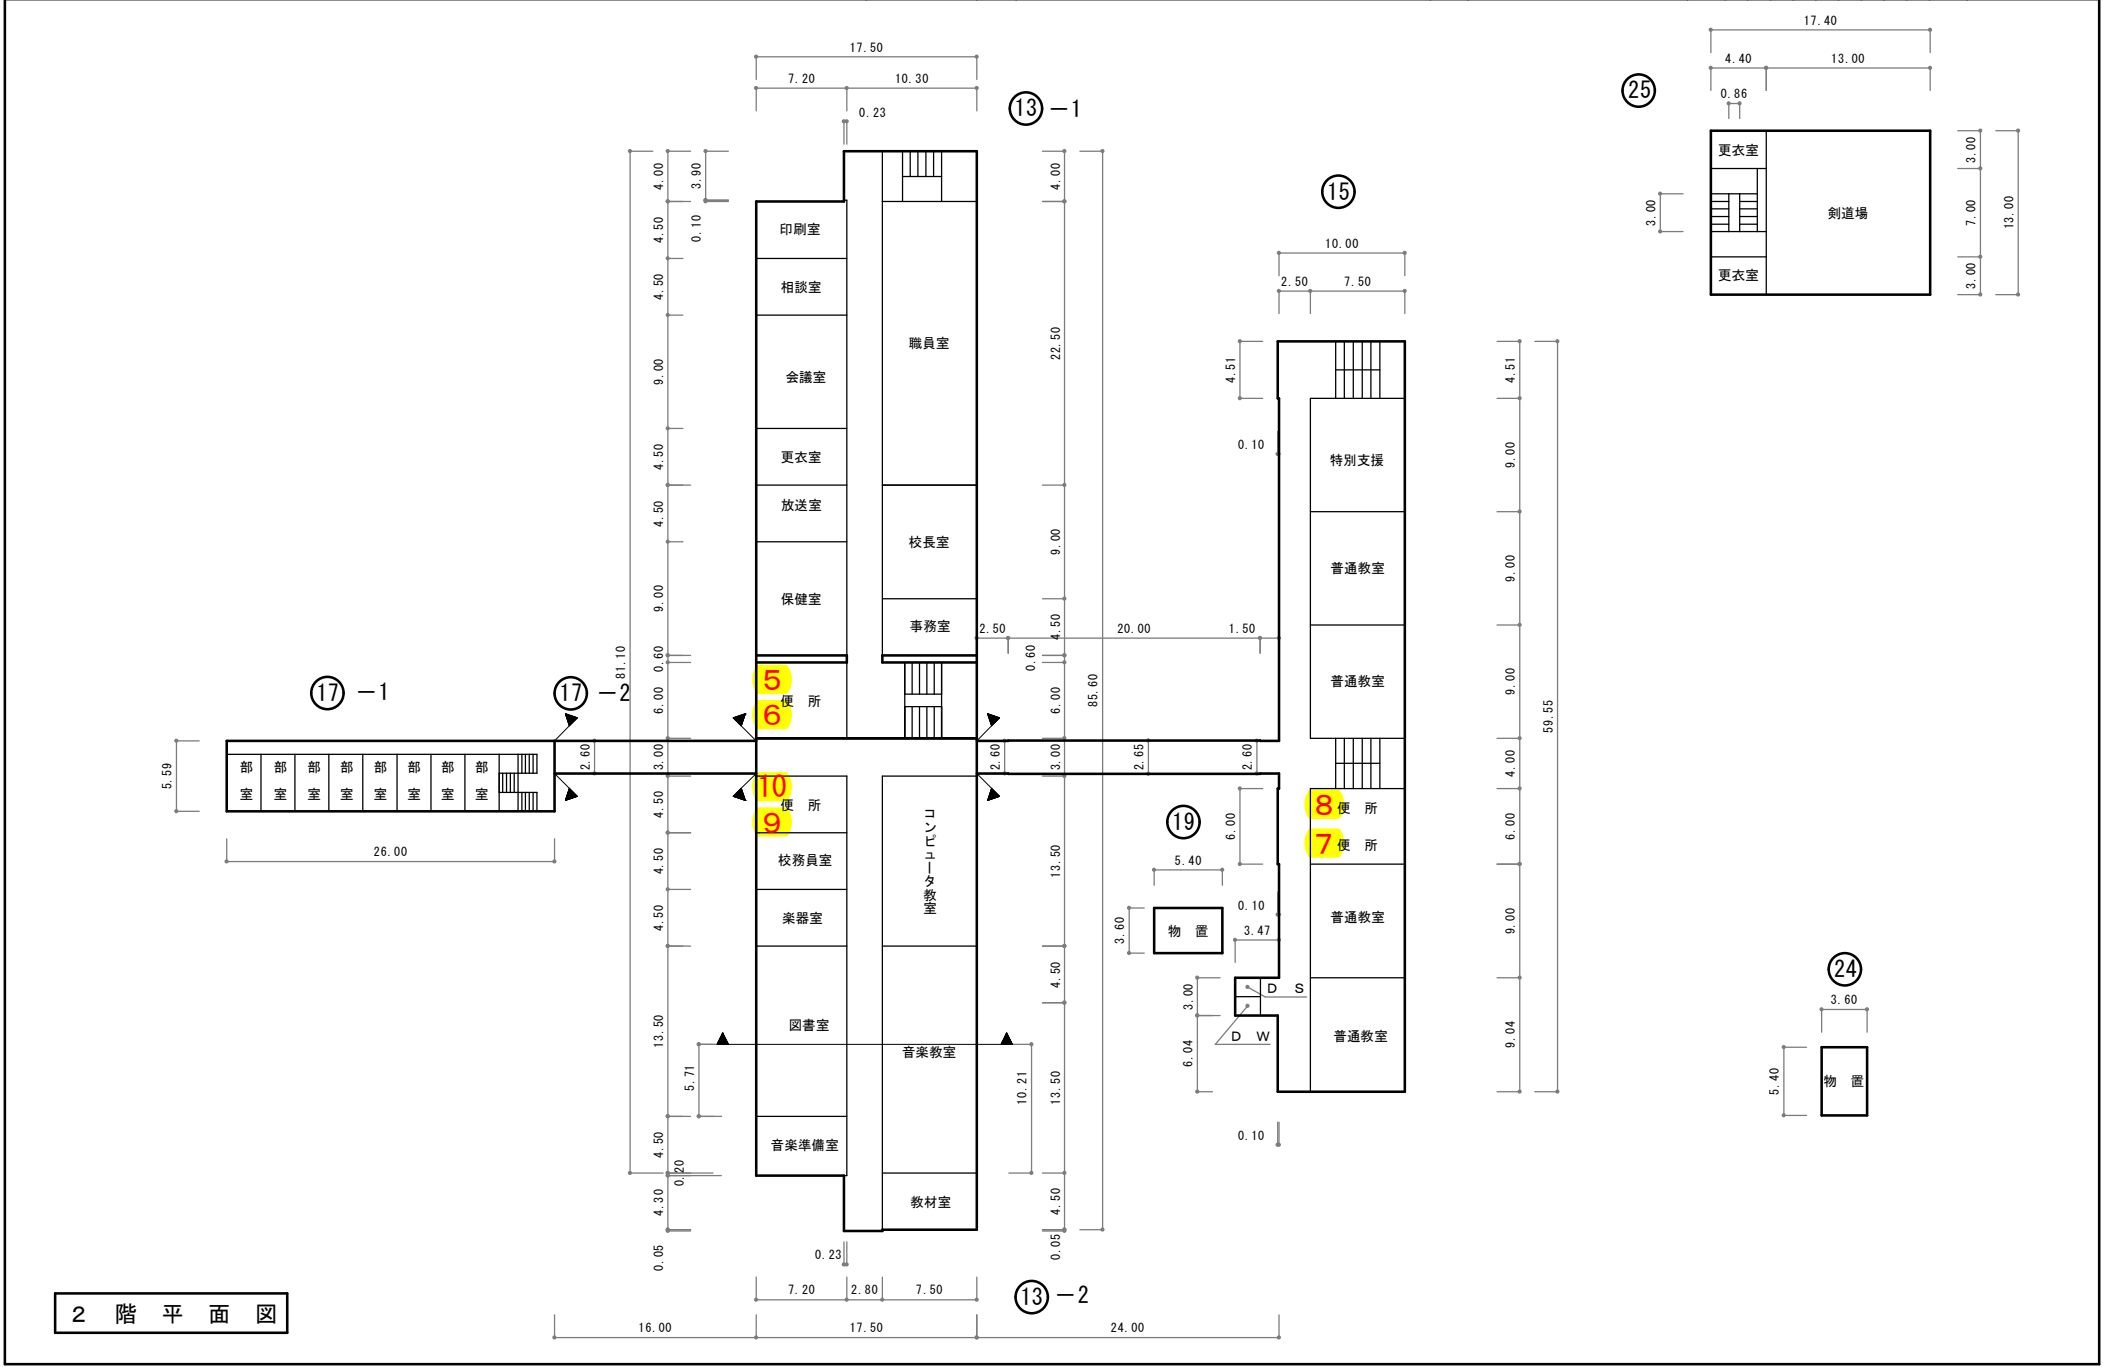 17.50
7.20 10.30
0.23
⑬－1
4.00
3.90
0.10
4.50
4.50
9.00
4.50
4.50
9.00
0.60
6.00
3.00
4.50
4.50
4.50
13.50
4.50
0.20
4.30
0.05
81.10
印刷室
相談室
会議室
更衣室
放送室
保健室
職員室
校長室
事務室
5
便 所
6
10
便 所
9
校務員室
楽器室
図書室
音楽準備室
コンピュータ教室
音楽教室
教材室
5.71
10.21
4.00
22.50
9.00
4.50
0.60
6.00
3.00
13.50
4.50
13.50
4.50
0.05
85.60
0.23
7.20 2.80 7.50
⑬－2
16.00 17.50 24.00
⑰－1
⑰－2
5.59
部室 部室 部室 部室 部室 部室 部室 部室
26.00
2.60
2.50 20.00 1.50
2.60
2.65
2.60
⑮
10.00
2.50 7.50
4.51
0.10
特別支援
普通教室
普通教室
8 便 所
7 便 所
普通教室
普通教室
6.00
0.10
3.47
3.00
6.04
D S
D W
0.10
4.51
9.00
9.00
9.00
4.00
6.00
9.00
9.04
59.55
⑲
5.40
3.60
物 置
㉕
17.40
4.40 13.00
0.86
3.00
更衣室
剣道場
更衣室
3.00
7.00
3.00
13.00
㉔
3.60
5.40
物 置
2 階 平 面 図